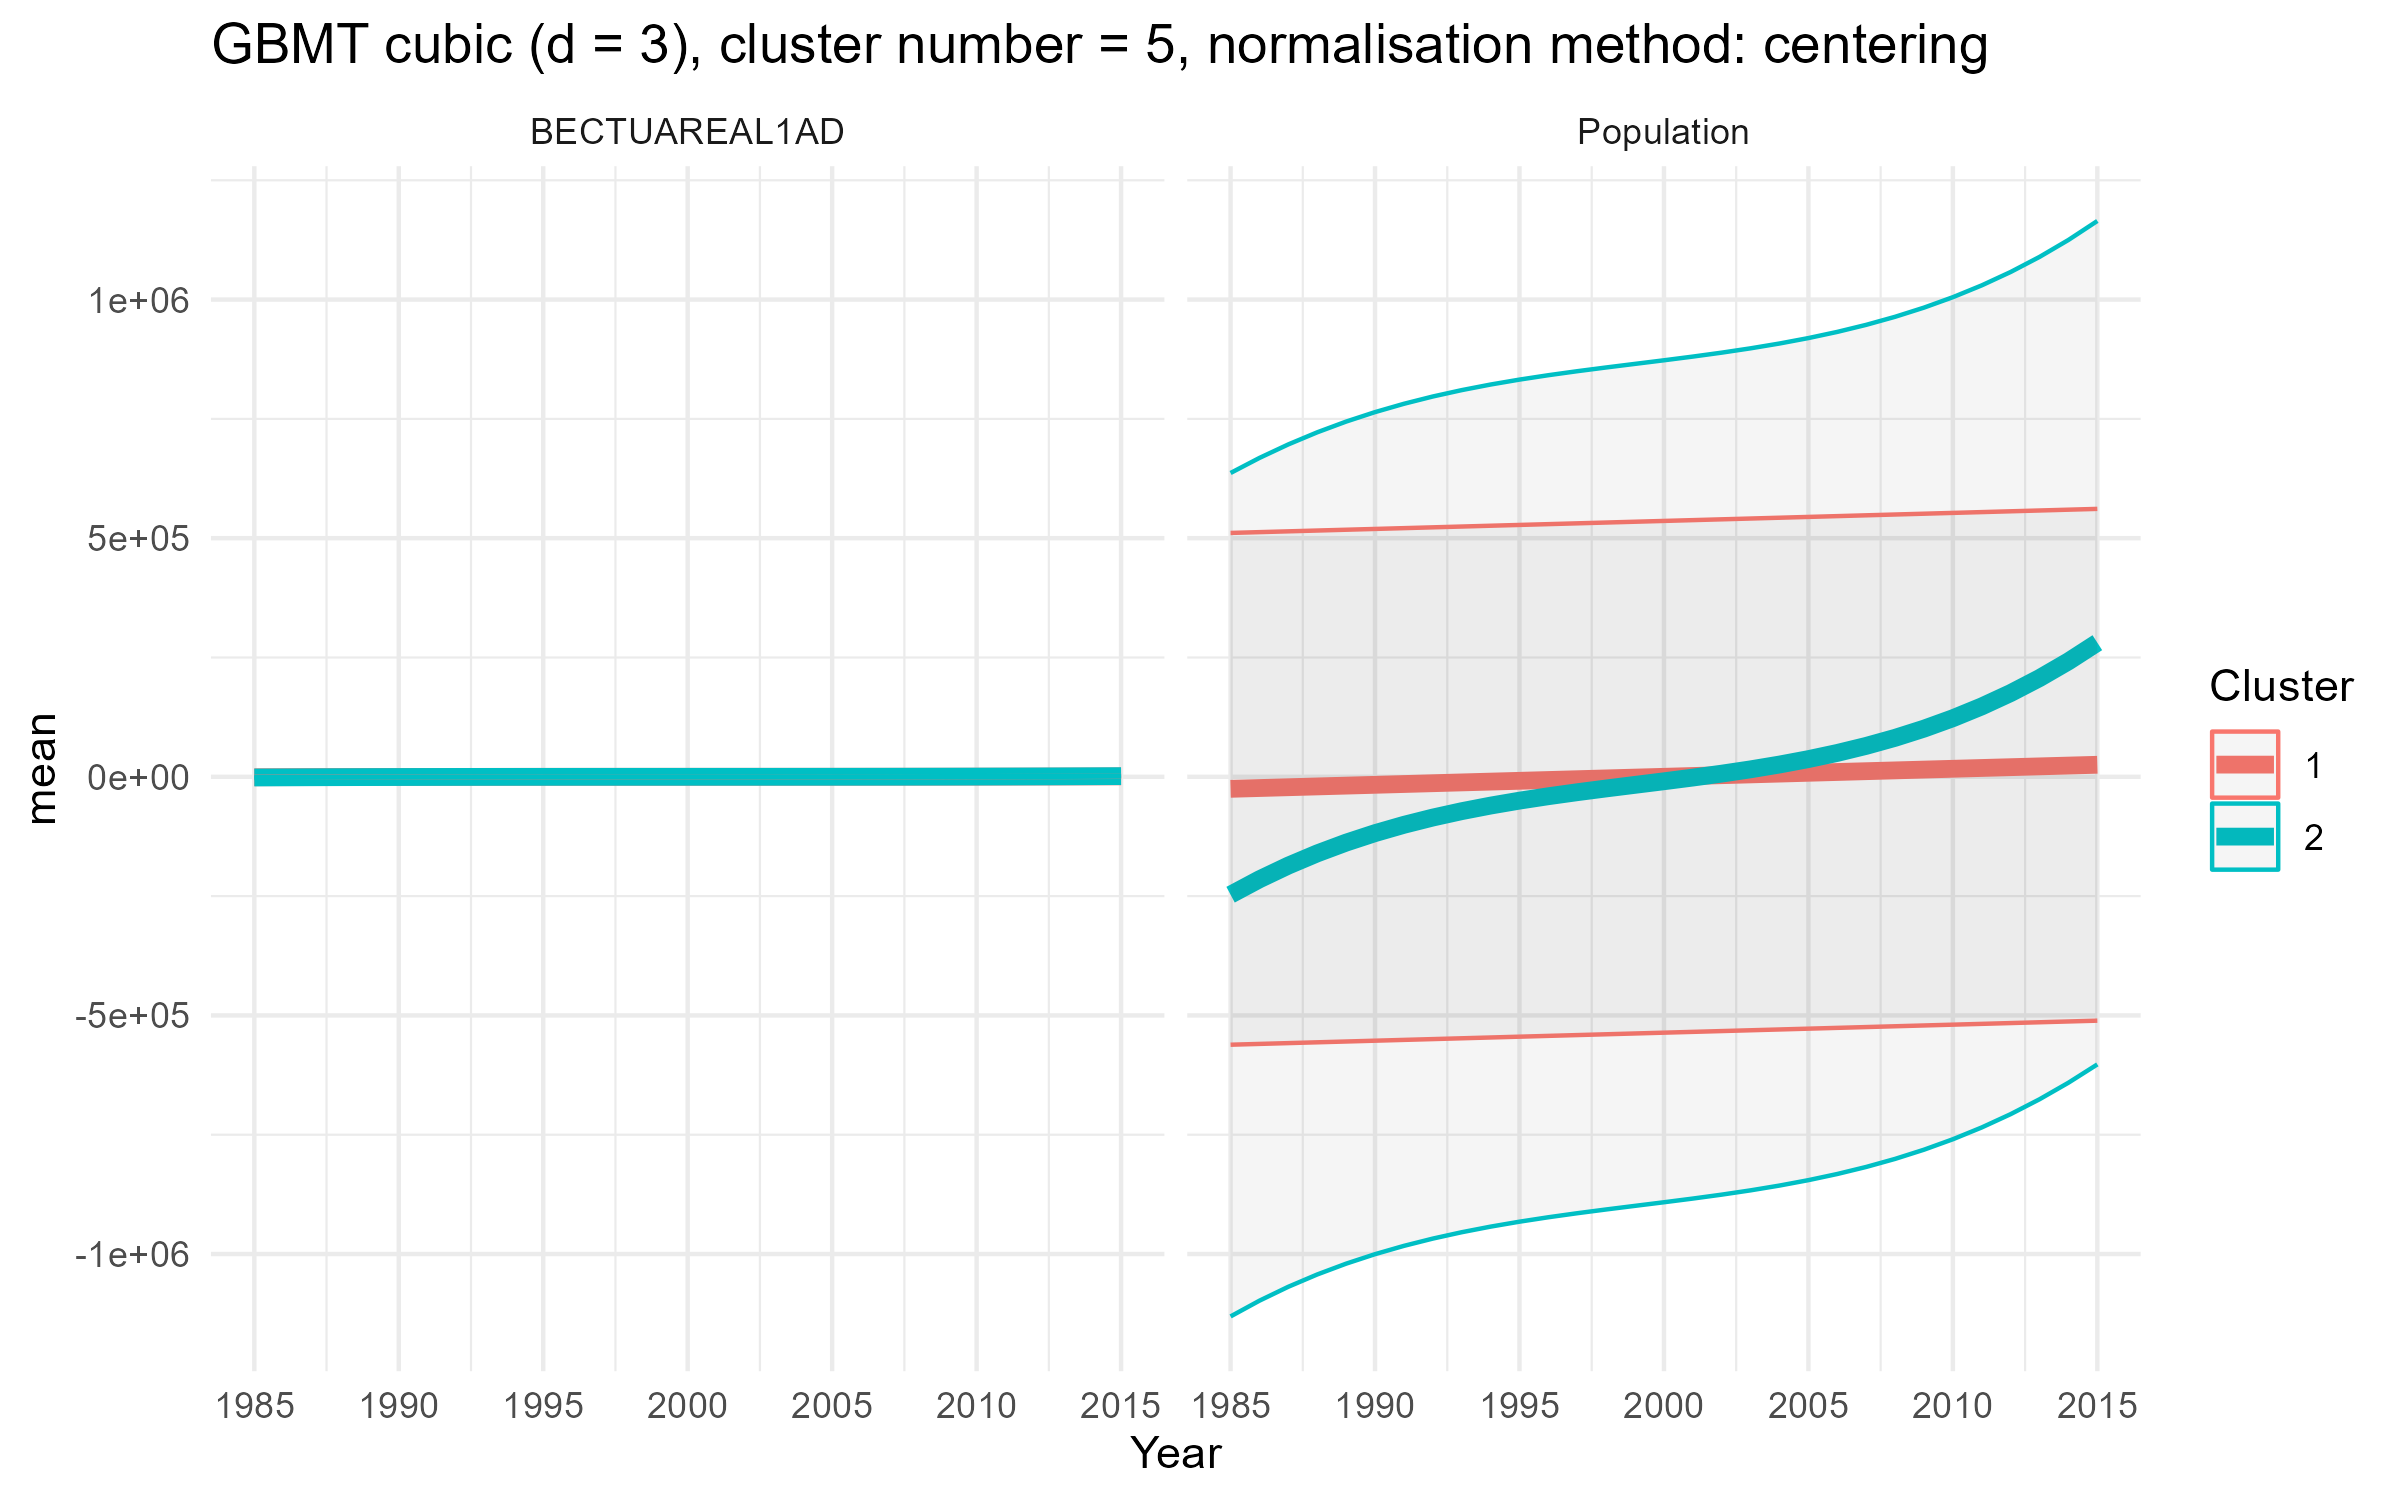 GBMT cubic (d = 3), cluster number = 5, normalisation method: centering
BECTUAREAL1AD
Population
1e+06
5e+05
0e+00
-5e+05
-1e+06
mean
1985 1990 1995 2000 2005 2010 2015
1985 1990 1995 2000 2005 2010 2015
Year
Cluster
1
2